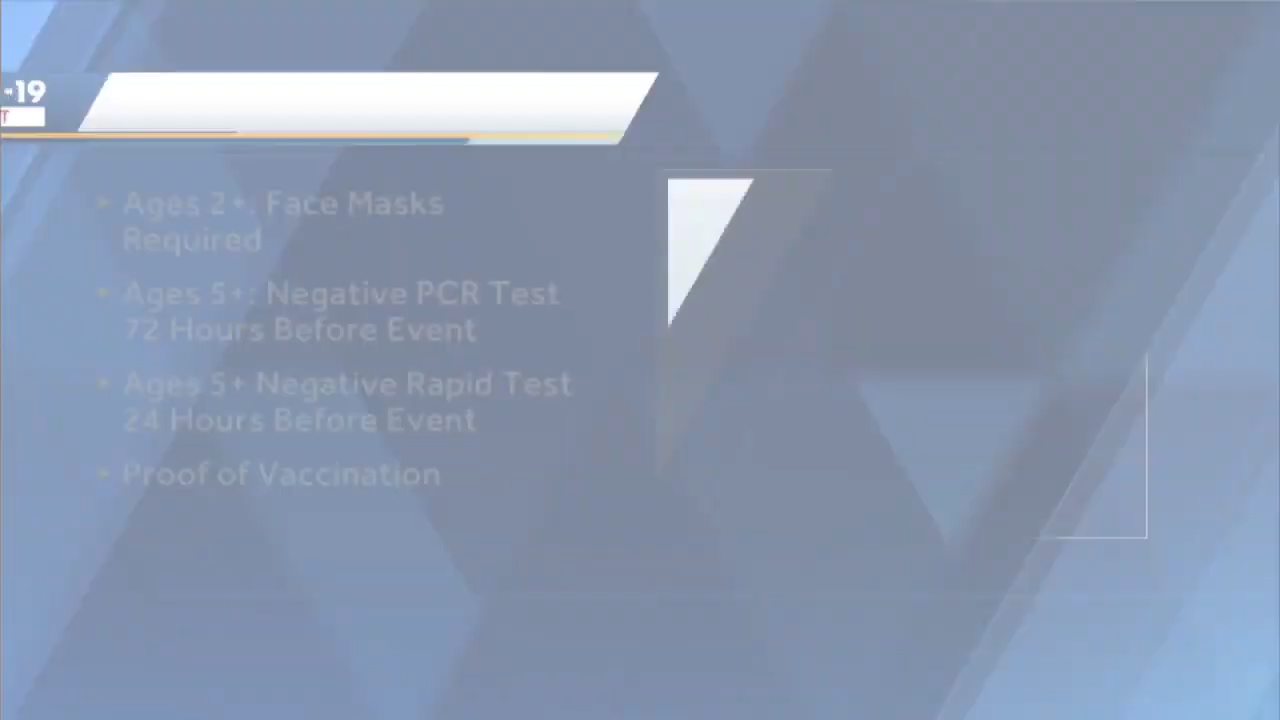 -19
T
• Ages 2+: Face Masks
Required
• Ages 5+: Negative PCR Test
72 Hours Before Event
• Ages 5+ Negative Rapid Test
24 Hours Before Event
• Proof of Vaccination